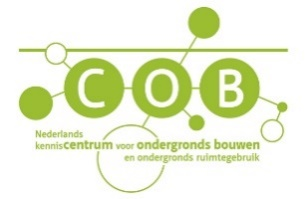 COB
Nederlands
kenniscentrum voor ondergronds bouwen
en ondergronds ruimtegebruik